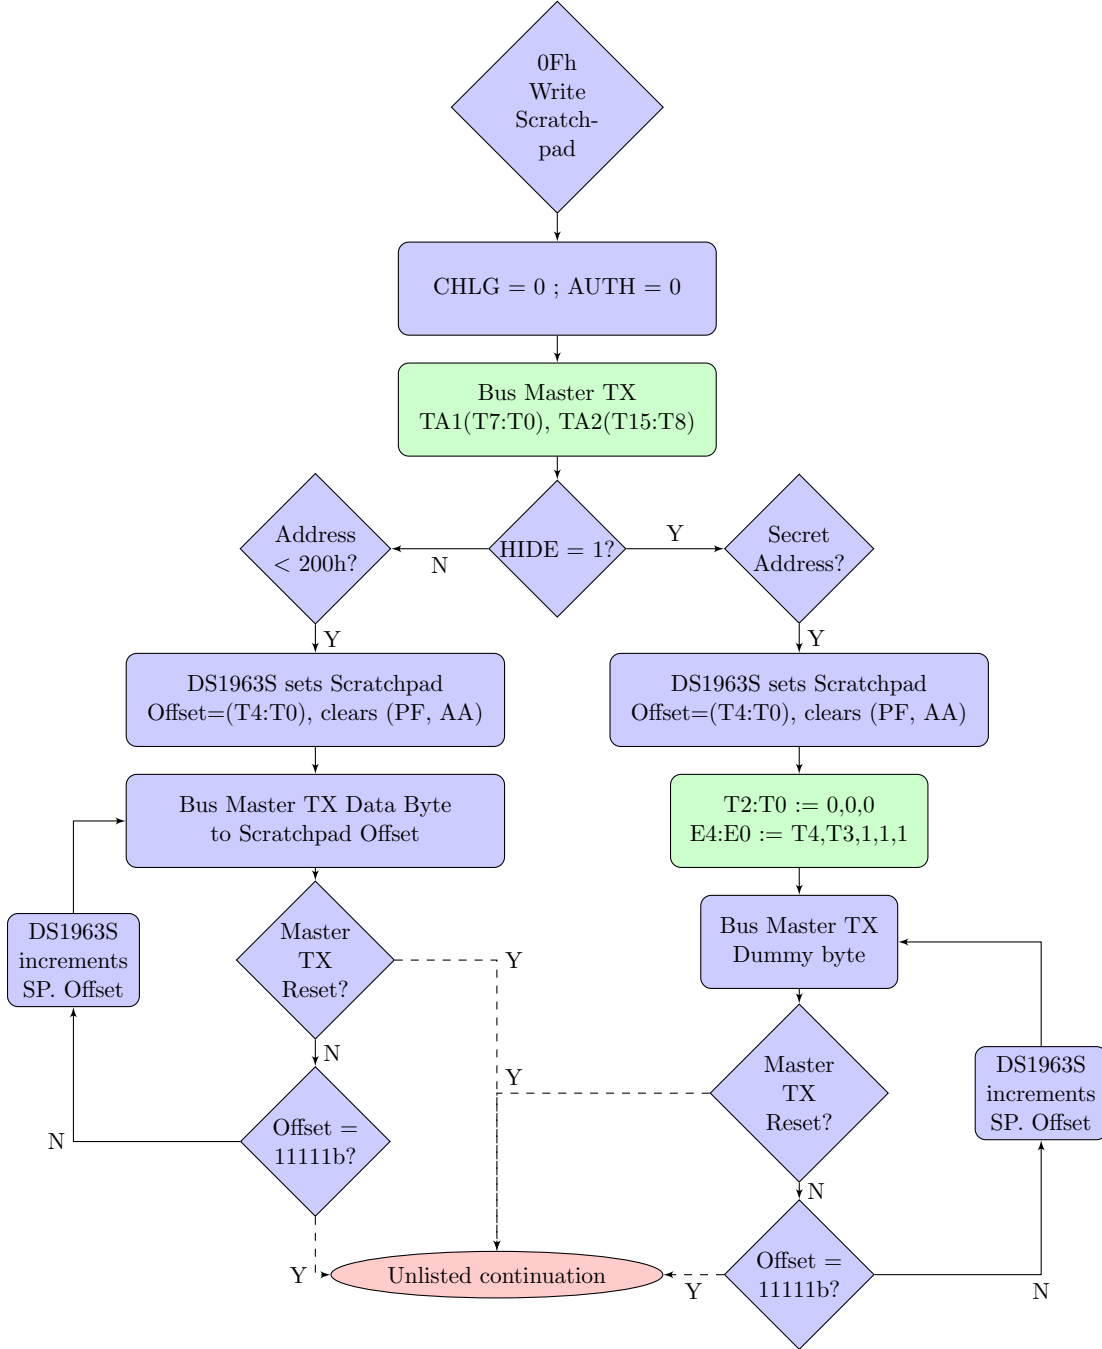 0Fh
Write
Scratch-
pad
CHLG = 0 ; AUTH = 0
Bus Master TX
TA1(T7:T0), TA2(T15:T8)
Address
< 200h?
N
HIDE = 1?
Y
Secret
Address?
Y
Y
DS1963S sets Scratchpad
Offset=(T4:T0), clears (PF, AA)
DS1963S sets Scratchpad
Offset=(T4:T0), clears (PF, AA)
Bus Master TX Data Byte
to Scratchpad Offset
T2:T0 := 0,0,0
E4:E0 := T4,T3,1,1,1
DS1963S
increments
SP. Offset
Master
TX
Reset?
Y
Bus Master TX
Dummy byte
N
Y
Master
TX
Reset?
DS1963S
increments
SP. Offset
N
Offset =
11111b?
N
Y
Unlisted continuation
Y
Offset =
11111b?
N